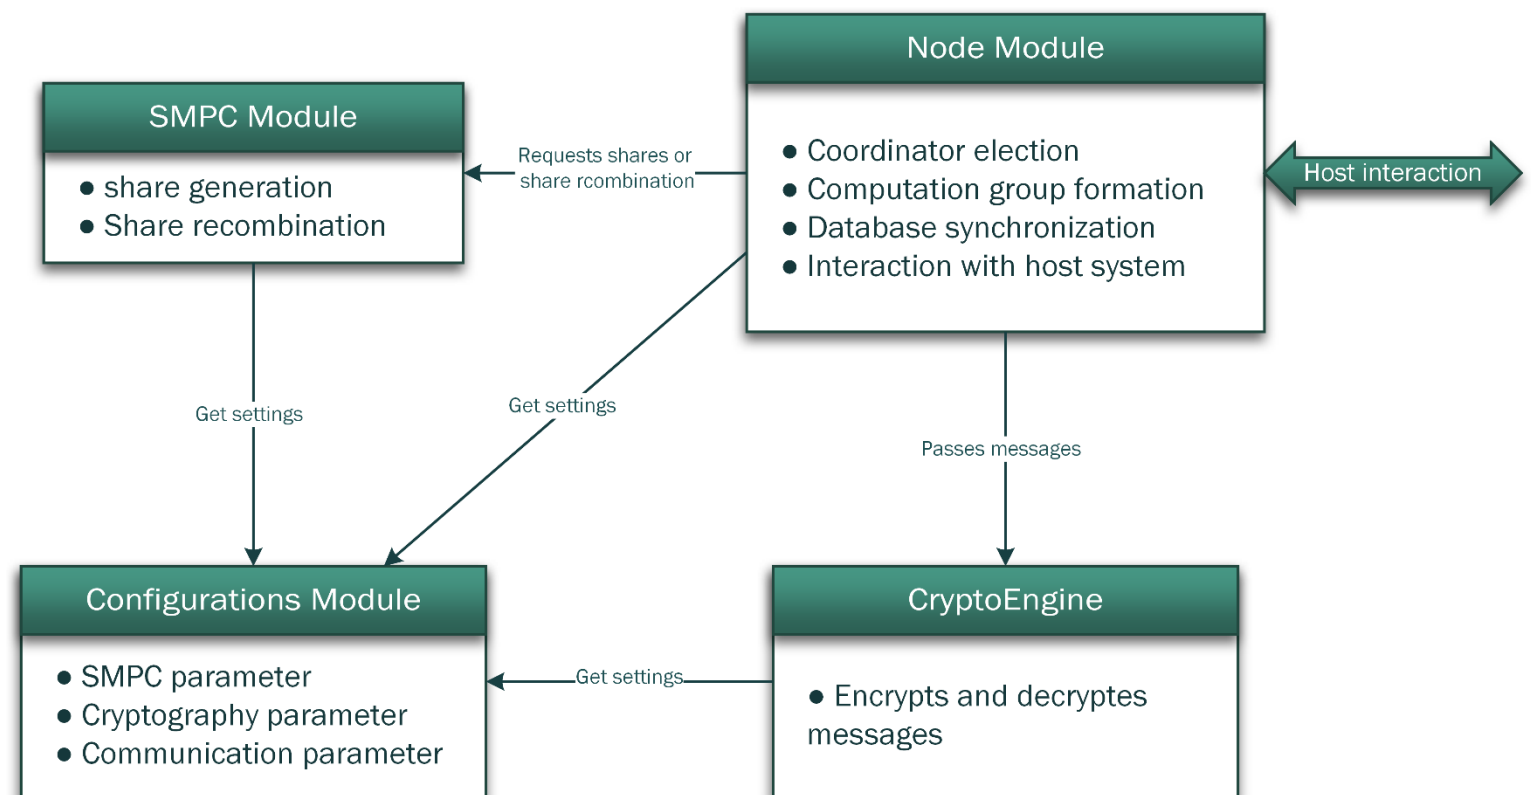 Node Module
SMPC Module
● Coordinator election
● Computation group formation
● Database synchronization
● Interaction with host system
Requests shares or
share rcombination
Host interaction
● share generation
● Share recombination
Get settings
Get settings
Passes messages
Configurations Module
CryptoEngine
● SMPC parameter
● Cryptography parameter
● Communication parameter
Get settings
● Encrypts and decryptes
messages